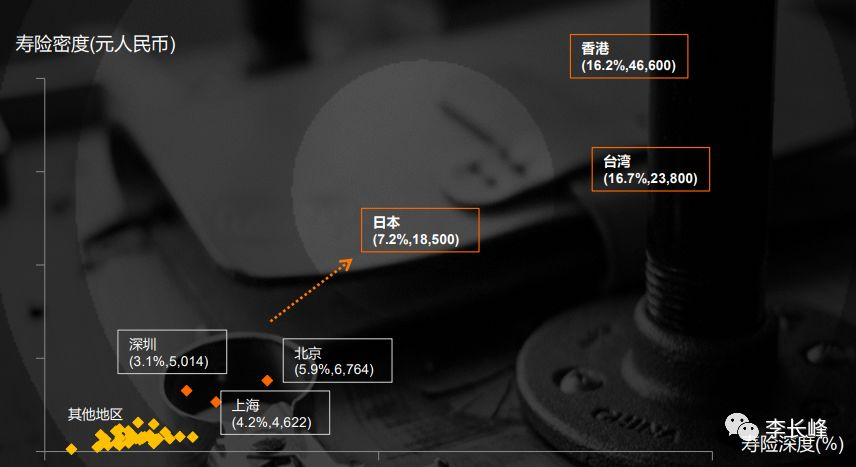 寿险密度(元人民币)
香港
(16.2%,46,600)
台湾
(16.7%,23,800)
日本
(7.2%,18,500)
深圳
(3.1%,5,014)
北京
(5.9%,6,764)
上海
(4.2%,4,622)
其他地区
李长峰
寿险深度(%)